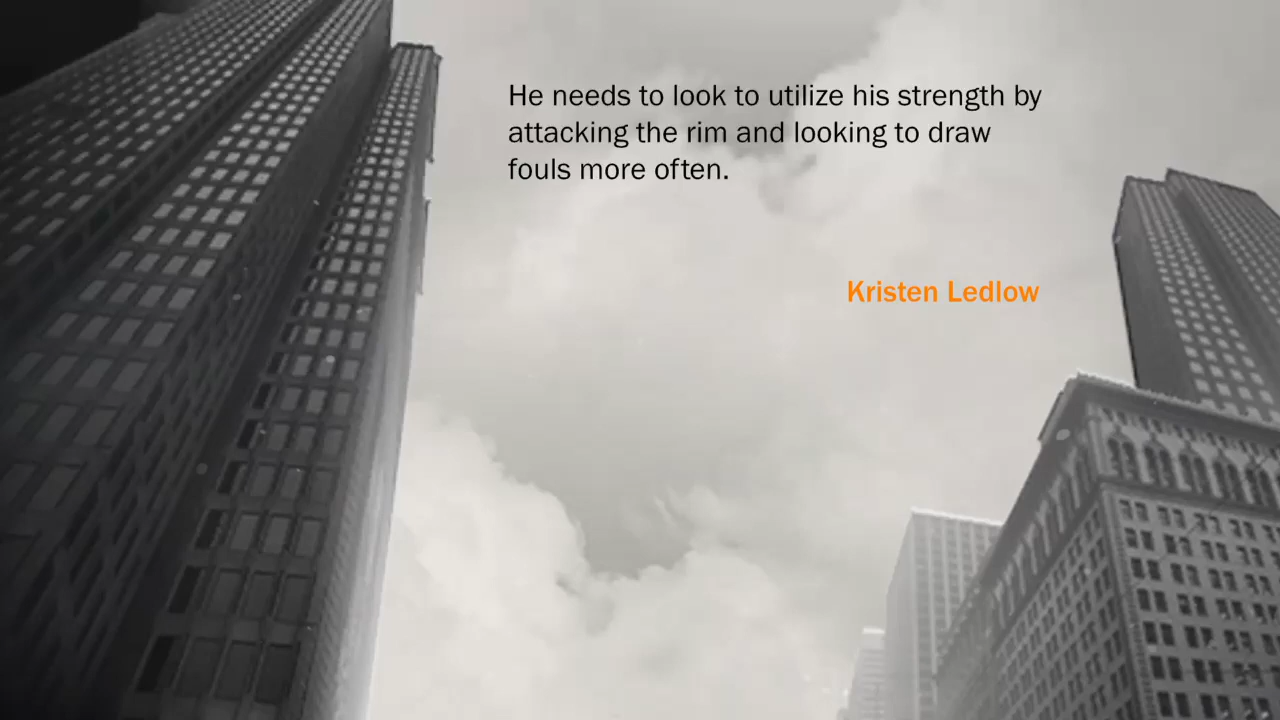 He needs to look to utilize his strength by
attacking the rim and looking to draw
fouls more often.
Kristen Ledlow